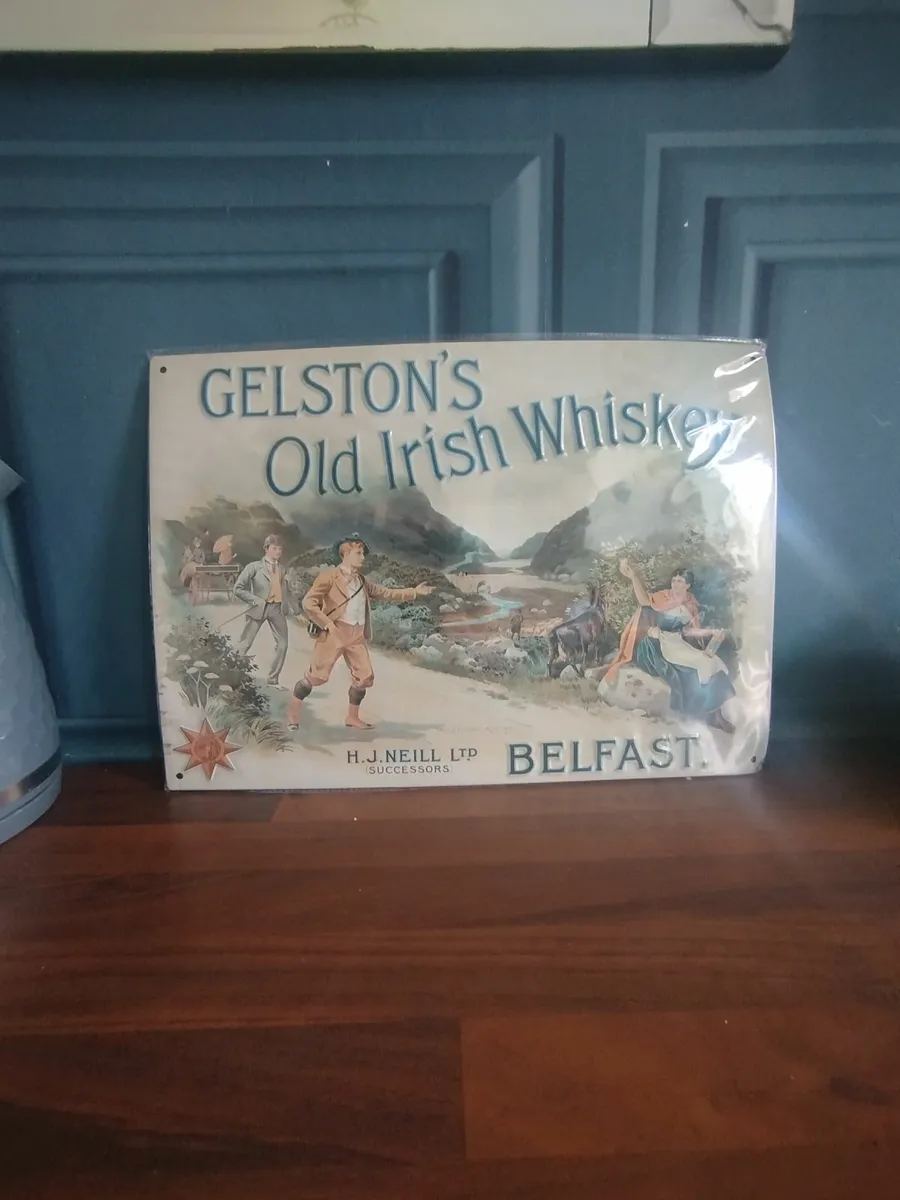 GELSTON'S
Old Irish Whiskey
H.J.NEILL LTD
(SUCCESSORS)
BELFAST.